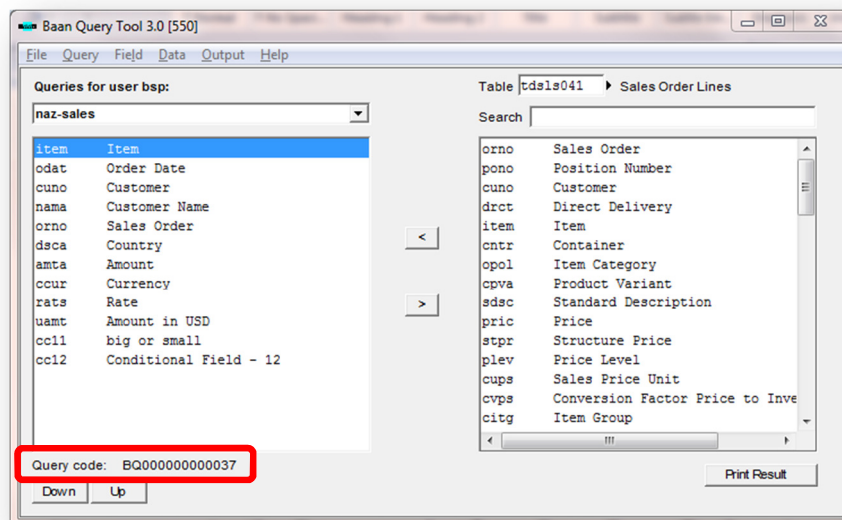 Baan Query Tool 3.0 [550]
File Query Field Data Output Help
Queries for user bsp:
naz-sales
item Item
odat Order Date
cuno Customer
nama Customer Name
orno Sales Order
dsca Country
amta Amount
ccur Currency
rats Rate
uamt Amount in USD
cc11 big or small
cc12 Conditional Field - 12
Query code: BQ000000000037
Down Up
<
>
Table tdsls041 Sales Order Lines
Search
orno Sales Order
pono Position Number
cuno Customer
drct Direct Delivery
item Item
cntr Container
opol Item Category
cpva Product Variant
sdsc Standard Description
pric Price
stpr Structure Price
plev Price Level
cups Sales Price Unit
cvps Conversion Factor Price to Inve
citg Item Group
Print Result